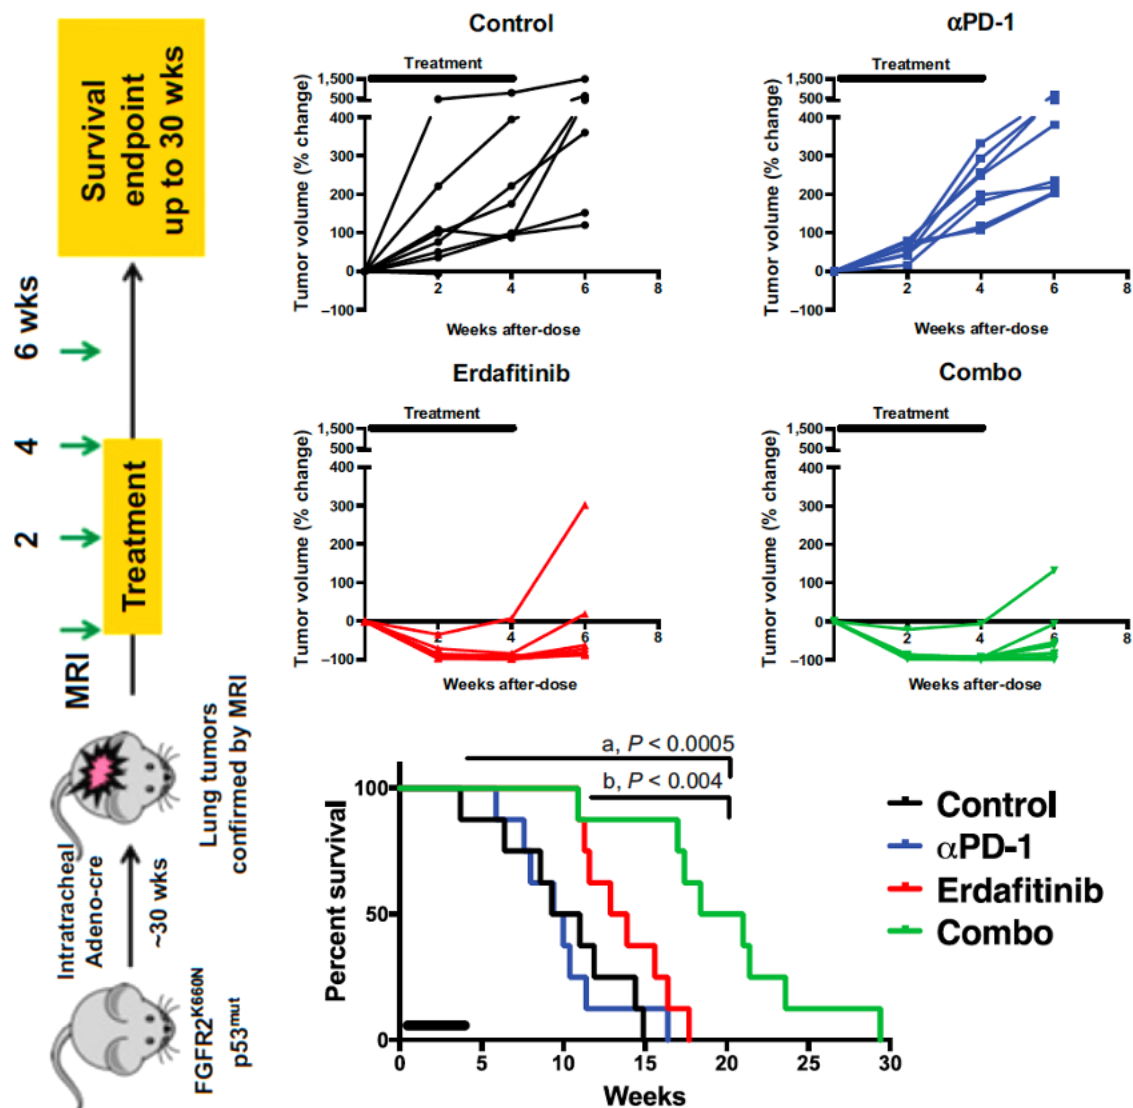 Survival
endpoint
up to 30 wks
6 wks
4
2
MRI
Treatment
Lung tumors
confirmed by MRI
Intratracheal
Adeno-cre
~30 wks
FGFR2K660N
p53mut
Control
Treatment
1,500
500
400
300
200
100
0
–100
2
4
6
8
Tumor volume (% change)
Weeks after-dose
αPD-1
Treatment
1,500
500
400
300
200
100
0
–100
2
4
6
8
Tumor volume (% change)
Weeks after-dose
Erdafitinib
Treatment
1,500
500
400
300
200
100
0
–100
2
4
6
8
Tumor volume (% change)
Weeks after-dose
Combo
Treatment
1,500
500
400
300
200
100
0
–100
2
4
6
8
Tumor volume (% change)
Weeks after-dose
a, P < 0.0005
b, P < 0.004
100
50
0
Percent survival
0
5
10
15
20
25
30
Weeks
Control
αPD-1
Erdafitinib
Combo